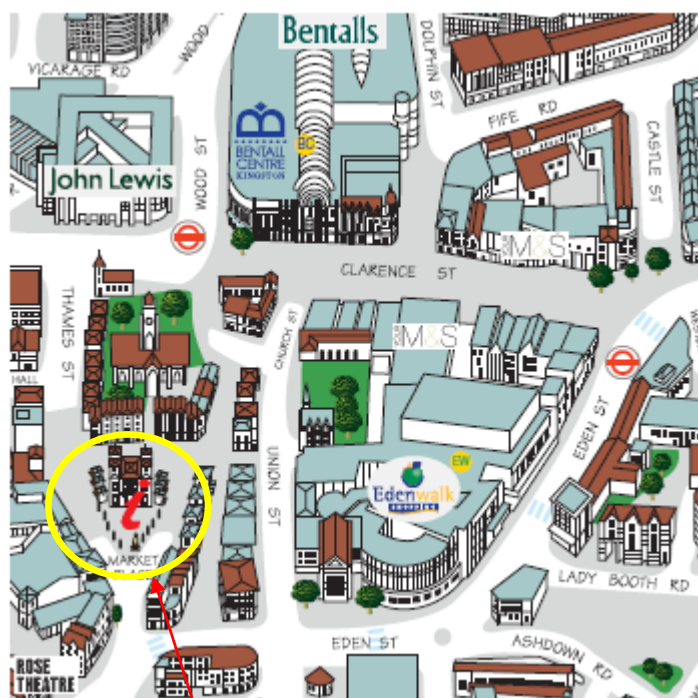 Bentalls
DOLPHIN ST
WOOD
VICARAGE RD
FIFE RD
BENTALL
CENTRE
KINGSTON
BC
WOOD ST
CASTLE ST
John Lewis
M&S
CLARENCE ST
THAMES ST
CHURCH ST
M&S
HALL
EDEN ST
UNION ST
EW
Edenwalk
i
MARKET
LADY BOOTH RD
EDEN ST
ASHDOWN RD
ROSE
THEATRE